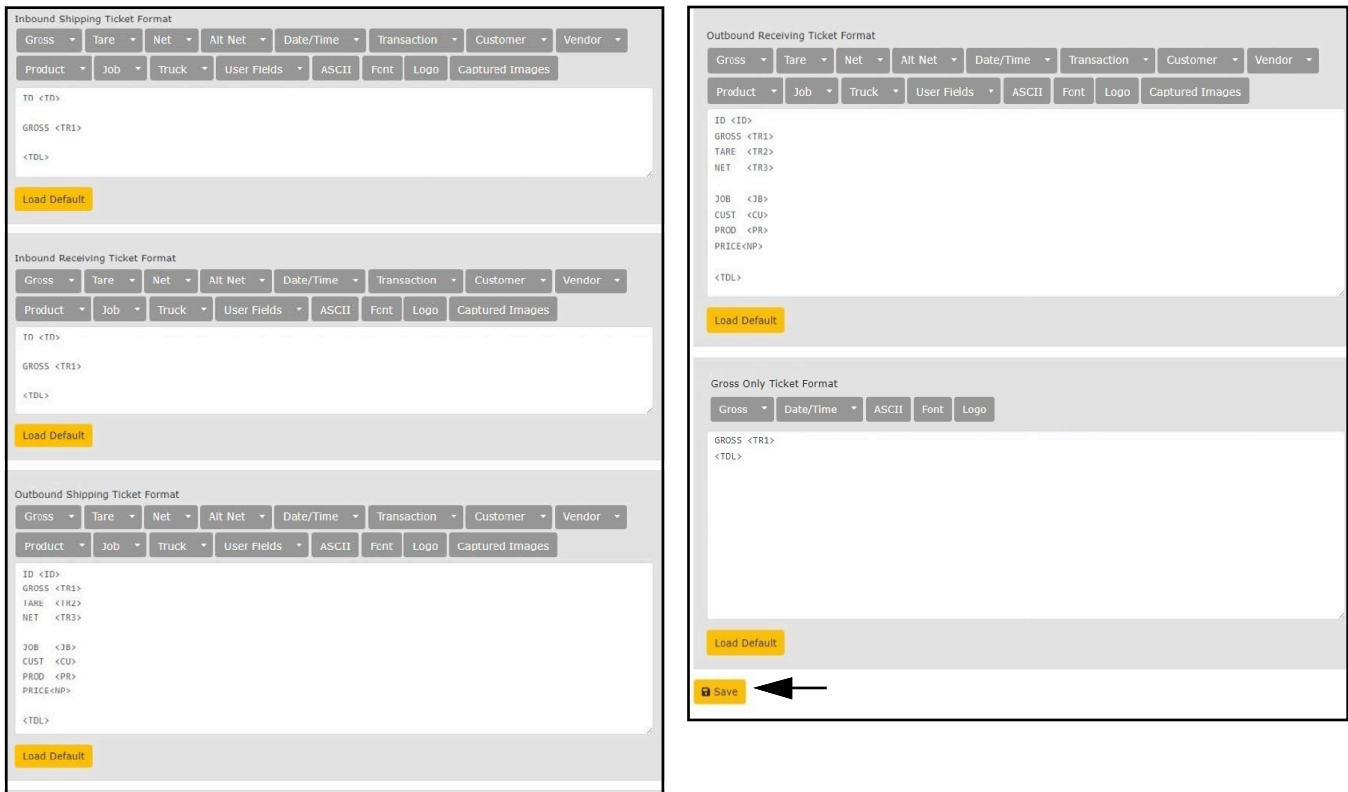 Inbound Shipping Ticket Format
Gross Tare Net Alt Net Date/Time Transaction Customer Vendor
Product Job Truck User Fields ASCII Font Logo Captured Images
ID <ID>
GROSS <TR1>
<TDL>
Load Default
Inbound Receiving Ticket Format
Gross Tare Net Alt Net Date/Time Transaction Customer Vendor
Product Job Truck User Fields ASCII Font Logo Captured Images
ID <ID>
GROSS <TR1>
<TDL>
Load Default
Outbound Shipping Ticket Format
Gross Tare Net Alt Net Date/Time Transaction Customer Vendor
Product Job Truck User Fields ASCII Font Logo Captured Images
ID <ID>
GROSS <TR1>
TARE <TR2>
NET <TR3>
JOB <JB>
CUST <CU>
PROD <PR>
PRICE<NP>
<TDL>
Load Default
Outbound Receiving Ticket Format
Gross Tare Net Alt Net Date/Time Transaction Customer Vendor
Product Job Truck User Fields ASCII Font Logo Captured Images
ID <ID>
GROSS <TR1>
TARE <TR2>
NET <TR3>
JOB <JB>
CUST <CU>
PROD <PR>
PRICE<NP>
<TDL>
Load Default
Gross Only Ticket Format
Gross Date/Time ASCII Font Logo
GROSS <TR1>
<TDL>
Load Default
Save